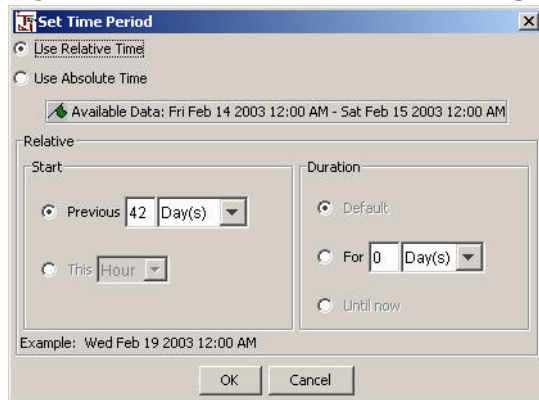 Set Time Period
Use Relative Time
Use Absolute Time
Available Data: Fri Feb 14 2003 12:00 AM - Sat Feb 15 2003 12:00 AM
Relative
Start
Previous 42 Day(s)
This Hour
Duration
Default
For 0 Day(s)
Until now
Example: Wed Feb 19 2003 12:00 AM
OK Cancel